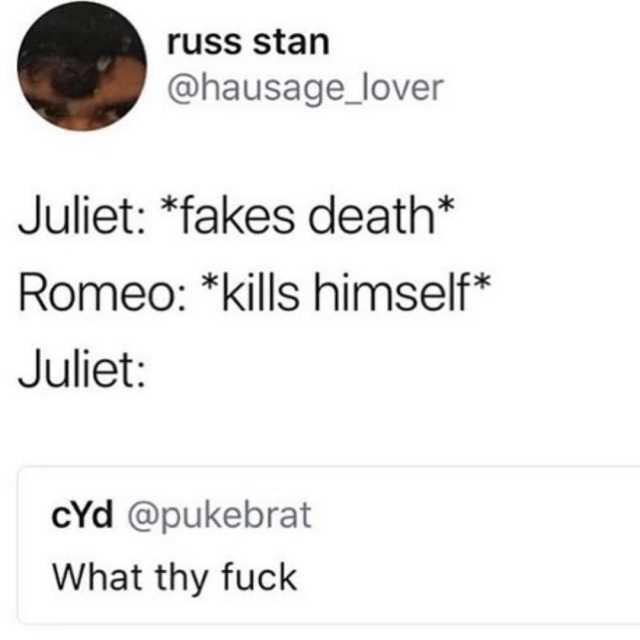 russ stan
@hausage_lover
Juliet: *fakes death*
Romeo: *kills himself*
Juliet:
cYd @pukebrat
What thy fuck